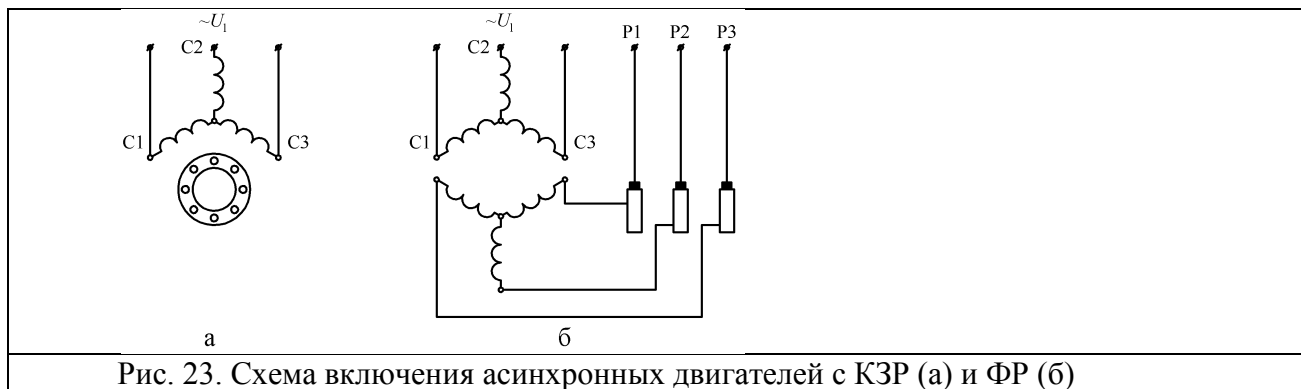 ~U₁
C2
C1
C3
а
~U₁
C2
C1
C3
P1
P2
P3
б
Рис. 23. Схема включения асинхронных двигателей с КЗР (а) и ФР (б)